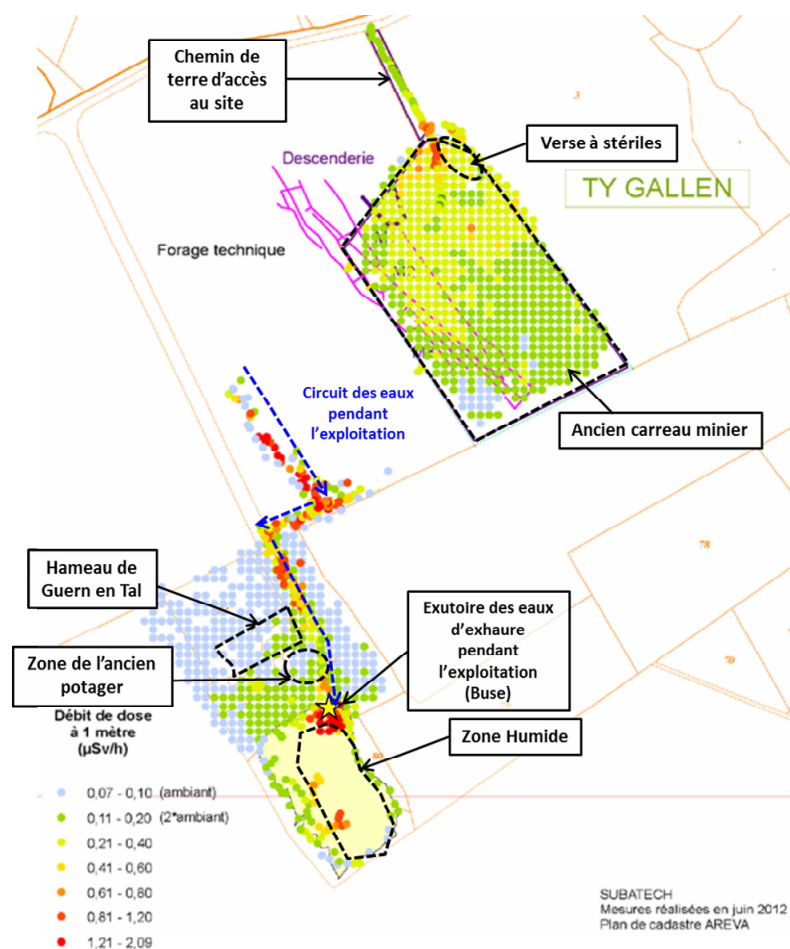 Chemin de
terre d'accès
au site
3
Verse à stériles
Descenderie
TY GALLEN
Forage technique
Circuit des eaux
pendant
l'exploitation
Ancien carreau minier
78
Hameau de
Guern en Tal
Exutoire des eaux
d'exhaure
pendant
l'exploitation
(Buse)
Zone de l'ancien
potager
70
Débit de dose
à 1 mètre
(µSv/h)
Zone Humide
0,07 - 0,10 (ambiant)
0,11 - 0,20 (2*ambiant)
0,21 - 0,40
0,41 - 0,60
0,61 - 0,80
0,81 - 1,20
1,21 - 2,09
SUBATECH
Mesures réalisées en juin 2012
Plan de cadastre AREVA